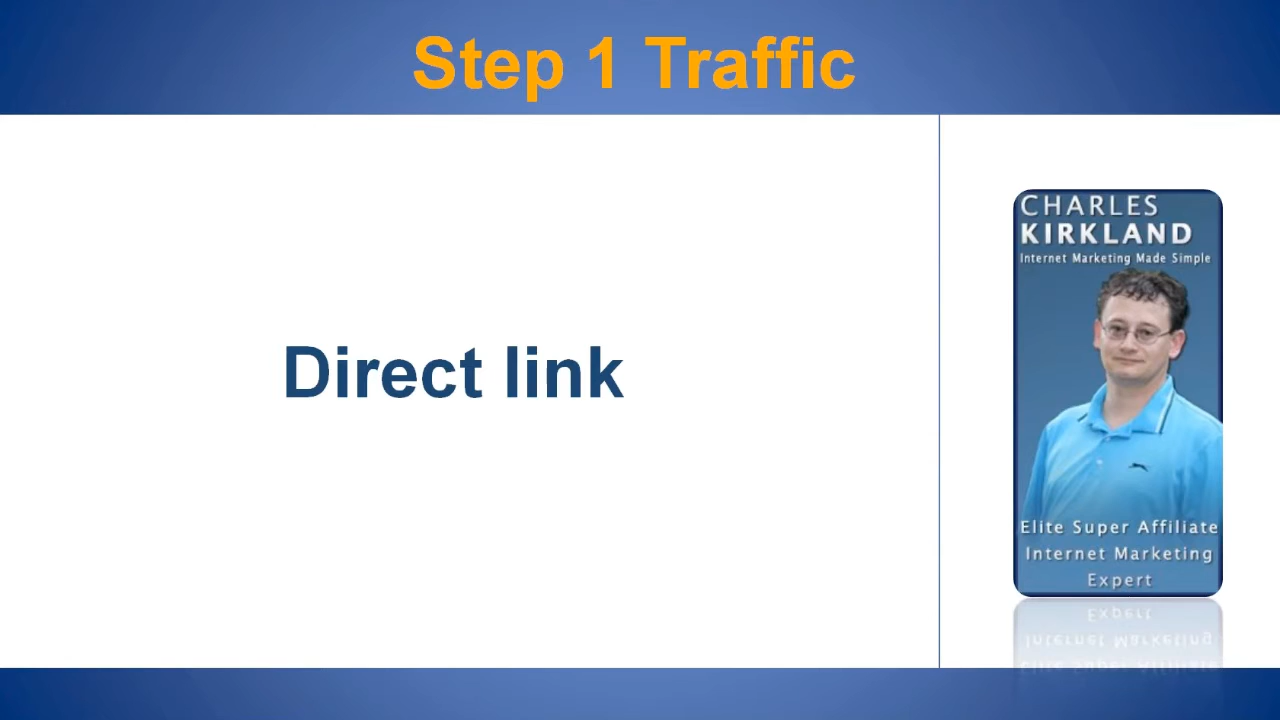 Step 1 Traffic
Direct link
CHARLES
KIRKLAND
Internet Marketing Made Simple
Elite Super Affiliate
Internet Marketing
Expert